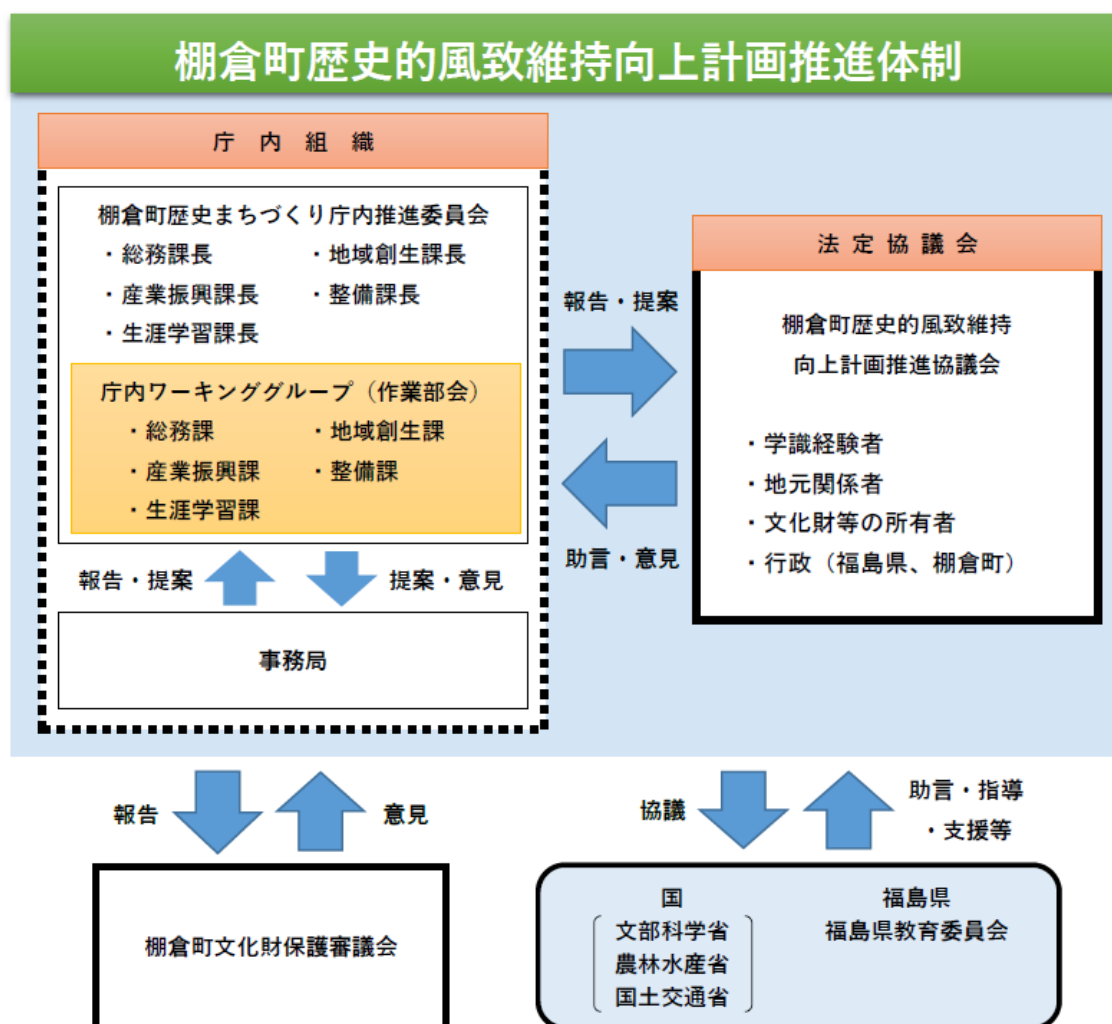 棚倉町歴史的風致維持向上計画推進体制
庁内組織
棚倉町歴史まちづくり庁内推進委員会
・総務課長 ・地域創生課長
・産業振興課長 ・整備課長
・生涯学習課長
庁内ワーキンググループ（作業部会）
・総務課 ・地域創生課
・産業振興課 ・整備課
・生涯学習課
報告・提案 提案・意見
事務局
報告・提案
助言・意見
法定協議会
棚倉町歴史的風致維持
向上計画推進協議会
・学識経験者
・地元関係者
・文化財等の所有者
・行政（福島県、棚倉町）
報告 意見
棚倉町文化財保護審議会
協議
助言・指導
・支援等
国
文部科学省
農林水産省
国土交通省
福島県
福島県教育委員会